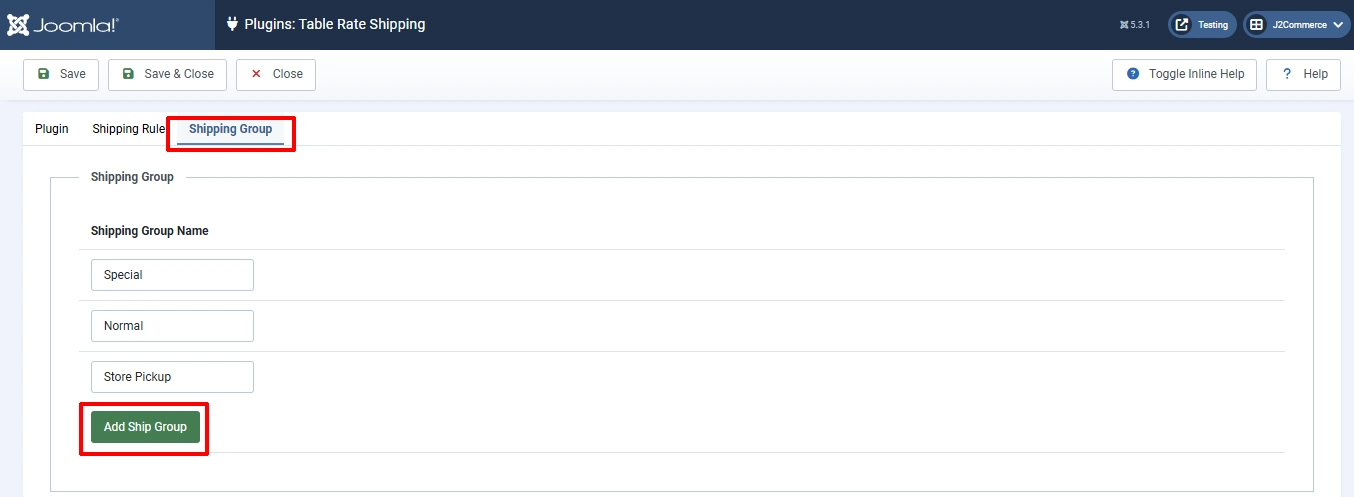 Joomla!® Plugins: Table Rate Shipping 5.3.1 Testing J2Commerce
Save Save & Close Close Toggle Inline Help ? Help
Plugin Shipping Rule Shipping Group
Shipping Group
Shipping Group Name
Special
Normal
Store Pickup
Add Ship Group